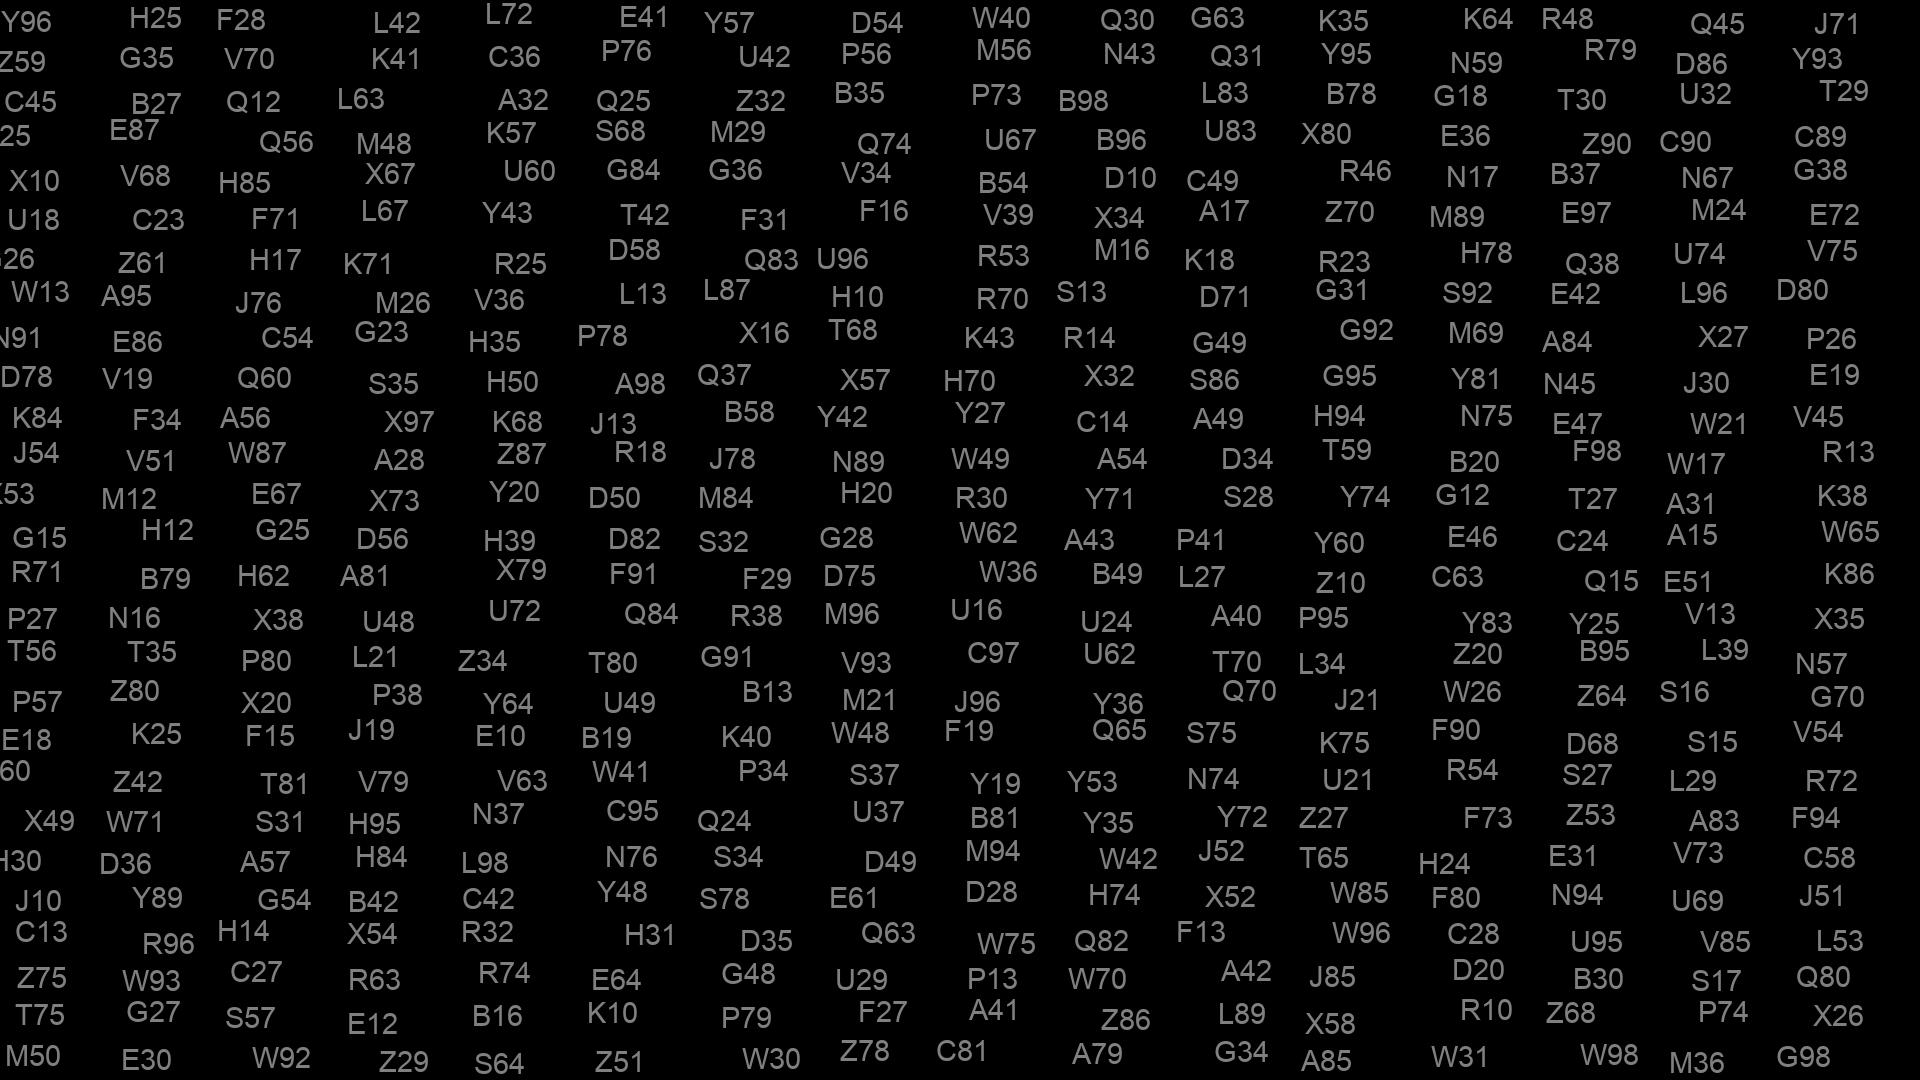 Y96 H25 F28 L42 L72 E41 Y57 D54 W40 Q30 G63 K35 K64 R48 Q45 J71
Z59 G35 V70 K41 C36 P76 U42 P56 M56 N43 Q31 Y95 N59 R79 D86 Y93
C45 B27 Q12 L63 A32 Q25 Z32 B35 P73 B98 L83 B78 G18 T30 U32 T29
25 E87 Q56 M48 K57 S68 M29 Q74 U67 B96 U83 X80 E36 Z90 C90 C89
X10 V68 H85 X67 U60 G84 G36 V34 B54 D10 C49 R46 N17 B37 N67 G38
U18 C23 F71 L67 Y43 T42 F31 F16 V39 X34 A17 Z70 M89 E97 M24 E72
26 Z61 H17 K71 R25 D58 Q83 U96 R53 M16 K18 R23 H78 Q38 U74 V75
W13 A95 J76 M26 V36 L13 L87 H10 R70 S13 D71 G31 S92 E42 L96 D80
N91 E86 C54 G23 H35 P78 X16 T68 K43 R14 G49 G92 M69 A84 X27 P26
D78 V19 Q60 S35 H50 A98 Q37 X57 H70 X32 S86 G95 Y81 N45 J30 E19
K84 F34 A56 X97 K68 J13 B58 Y42 Y27 C14 A49 H94 N75 E47 W21 V45
J54 V51 W87 A28 Z87 R18 J78 N89 W49 A54 D34 T59 B20 F98 W17 R13
53 M12 E67 X73 Y20 D50 M84 H20 R30 Y71 S28 Y74 G12 T27 A31 K38
G15 H12 G25 D56 H39 D82 S32 G28 W62 A43 P41 Y60 E46 C24 A15 W65
R71 B79 H62 A81 X79 F91 F29 D75 W36 B49 L27 Z10 C63 Q15 E51 K86
P27 N16 X38 U48 U72 Q84 R38 M96 U16 U24 A40 P95 Y83 Y25 V13 X35
T56 T35 P80 L21 Z34 T80 G91 V93 C97 U62 T70 L34 Z20 B95 L39 N57
P57 Z80 X20 P38 Y64 U49 B13 M21 J96 Y36 Q70 J21 W26 Z64 S16 G70
E18 K25 F15 J19 E10 B19 K40 W48 F19 Q65 S75 K75 F90 D68 S15 V54
60 Z42 T81 V79 V63 W41 P34 S37 Y19 Y53 N74 U21 R54 S27 L29 R72
X49 W71 S31 H95 N37 C95 Q24 U37 B81 Y35 Y72 Z27 F73 Z53 A83 F94
H30 D36 A57 H84 L98 N76 S34 D49 M94 W42 J52 T65 H24 E31 V73 C58
J10 Y89 G54 B42 C42 Y48 S78 E61 D28 H74 X52 W85 F80 N94 U69 J51
C13 R96 H14 X54 R32 H31 D35 Q63 W75 Q82 F13 W96 C28 U95 V85 L53
Z75 W93 C27 R63 R74 E64 G48 U29 P13 W70 A42 J85 D20 B30 S17 Q80
T75 G27 S57 E12 B16 K10 P79 F27 A41 Z86 L89 X58 R10 Z68 P74 X26
M50 E30 W92 Z29 S64 Z51 W30 Z78 C81 A79 G34 A85 W31 W98 M36 G98